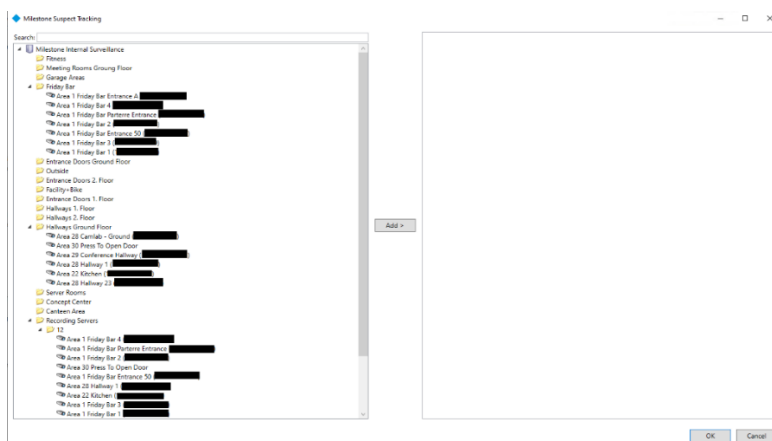 Milestone Suspect Tracking
Search:
Milestone Internal Surveillance
Fitness
Meeting Rooms Groung Floor
Garage Areas
Friday Bar
Area 1 Friday Bar Entrance A
Area 1 Friday Bar 4
Area 1 Friday Bar Parterre Entrance
Area 1 Friday Bar 2 (
Area 1 Friday Bar Entrance 50 (
Area 1 Friday Bar 3 (
Area 1 Friday Bar 1 (
Entrance Doors Ground Floor
Outside
Entrance Doors 2. Floor
Facility+Bike
Entrance Doors 1. Floor
Hallways 1. Floor
Hallways 2. Floor
Hallways Ground Floor
Area 28 Camlab - Ground (
Area 30 Press To Open Door
Area 29 Conference Hallway (
Area 28 Hallway 1 (
Area 22 Kitchen (
Area 28 Hallway 23 (
Server Rooms
Concept Center
Canteen Area
Recording Servers
12
Area 1 Friday Bar 4 (
Area 1 Friday Bar Parterre Entrance
Area 1 Friday Bar 2 (
Area 30 Press To Open Door
Area 1 Friday Bar Entrance 50 (
Area 28 Hallway 1 (
Area 22 Kitchen (
Area 1 Friday Bar 3 (
Area 1 Friday Bar 1 (
Add >
OK
Cancel